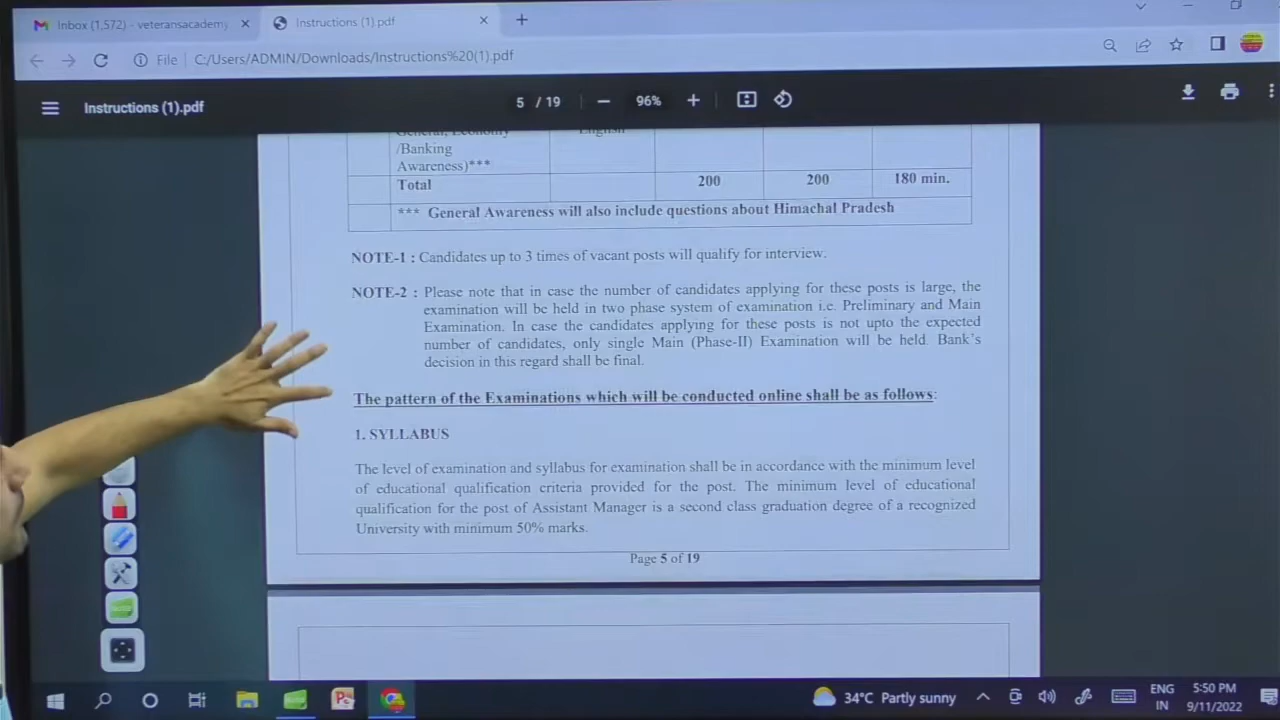 Inbox (1,572) - veteransacademy
Instructions (1).pdf
File
C:/Users/ADMIN/Downloads/Instructions%20(1).pdf
Instructions (1).pdf
5 / 19
96%
General, Economy
English
/Banking
Awareness)***
Total 200 200 180 min.
*** General Awareness will also include questions about Himachal Pradesh
NOTE-1 : Candidates up to 3 times of vacant posts will qualify for interview.
NOTE-2 : Please note that in case the number of candidates applying for these posts is large, the
examination will be held in two phase system of examination i.e. Preliminary and Main
Examination. In case the candidates applying for these posts is not upto the expected
number of candidates, only single Main (Phase-II) Examination will be held. Bank's
decision in this regard shall be final.
The pattern of the Examinations which will be conducted online shall be as follows:
1. SYLLABUS
The level of examination and syllabus for examination shall be in accordance with the minimum level
of educational qualification criteria provided for the post. The minimum level of educational
qualification for the post of Assistant Manager is a second class graduation degree of a recognized
University with minimum 50% marks.
Page 5 of 19
34°C Partly sunny
ENG
IN
5:50 PM
9/11/2022